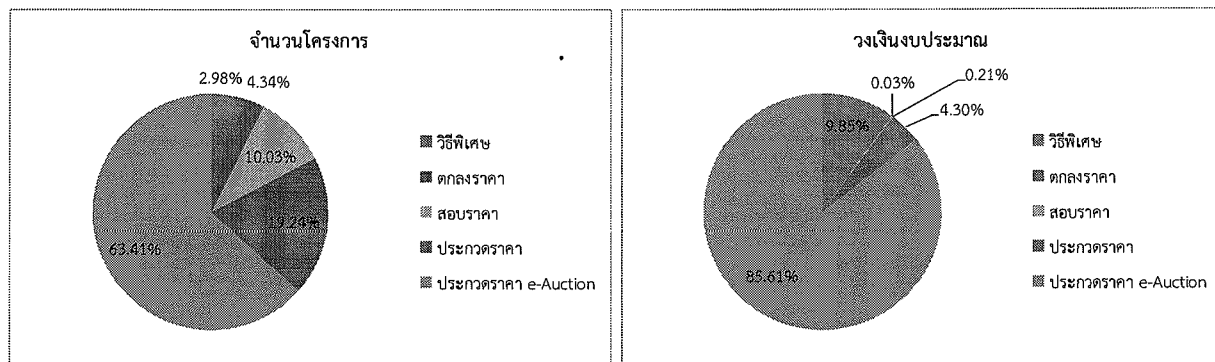 จำนวนโครงการ
2.98% 4.34%
10.03%
19.24%
63.41%
วิธีพิเศษ
ตกลงราคา
สอบราคา
ประกวดราคา
ประกวดราคา e-Auction
วงเงินงบประมาณ
0.03%
0.21%
9.85%
4.30%
85.61%
วิธีพิเศษ
ตกลงราคา
สอบราคา
ประกวดราคา
ประกวดราคา e-Auction